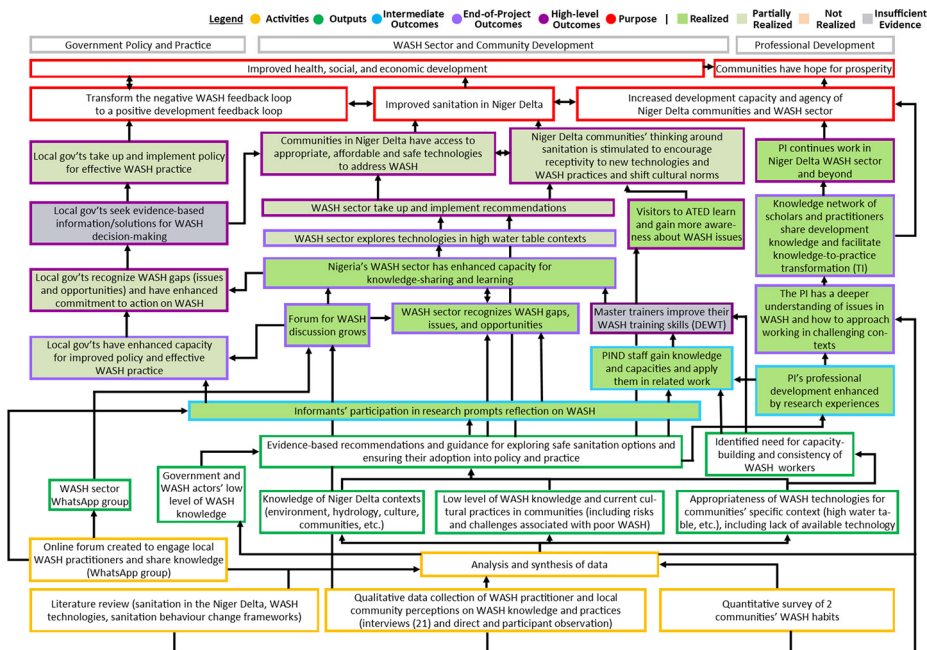 Legend Activities Outputs Intermediate Outcomes End-of-Project Outcomes High-level Outcomes Purpose | Realized Partially Realized Not Realized Insufficient Evidence
Government Policy and Practice
WASH Sector and Community Development
Professional Development
Improved health, social, and economic development
Communities have hope for prosperity
Transform the negative WASH feedback loop
to a positive development feedback loop
Improved sanitation in Niger Delta
Increased development capacity and agency of
Niger Delta communities and WASH sector
Local gov'ts take up and implement policy
for effective WASH practice
Communities in Niger Delta have access to
appropriate, affordable and safe technologies
to address WASH
Niger Delta communities' thinking around
sanitation is stimulated to encourage
receptivity to new technologies and
WASH practices and shift cultural norms
PI continues work in
Niger Delta WASH sector
and beyond
Local gov'ts seek evidence-based
information/solutions for WASH
decision-making
WASH sector take up and implement recommendations
Visitors to ATED learn
and gain more aware-
ness about WASH issues
Knowledge network of
scholars and practitioners
share development
knowledge and facilitate
knowledge-to-practice
transformation (TI)
WASH sector explores technologies in high water table contexts
Local gov'ts recognize WASH gaps (issues
and opportunities) and have enhanced
commitment to action on WASH
Nigeria's WASH sector has enhanced capacity for
knowledge-sharing and learning
Forum for WASH
discussion grows
WASH sector recognizes WASH gaps,
issues, and opportunities
Master trainers improve their
WASH training skills (DEWT)
The PI has a deeper
understanding of issues in
WASH and how to approach
working in challenging con-
texts
Local gov'ts have enhanced capacity
for improved policy and effective
WASH practice
PIND staff gain knowledge
and capacities and apply
them in related work
PI's professional
development enhanced
by research experiences
Informants' participation in research prompts reflection on WASH
Evidence-based recommendations and guidance for exploring safe sanitation options and
ensuring their adoption into policy and practice
Identified need for capacity-
building and consistency of
WASH workers
WASH sector
WhatsApp group
Government and
WASH actors' low
level of WASH
knowledge
Knowledge of Niger Delta contexts
(environment, hydrology, culture,
communities, etc.)
Low level of WASH knowledge and current cul-
tural practices in communities (including risks
and challenges associated with poor WASH)
Appropriateness of WASH technologies for
communities' specific context (high water ta-
ble, etc.), including lack of available technology
Online forum created to engage local
WASH practitioners and share knowledge
(WhatsApp group)
Analysis and synthesis of data
Literature review (sanitation in the Niger Delta, WASH
technologies, sanitation behaviour change frameworks)
Qualitative data collection of WASH practitioner and local
community perceptions on WASH knowledge and practices
(interviews (21) and direct and participant observation)
Quantitative survey of 2
communities' WASH habits